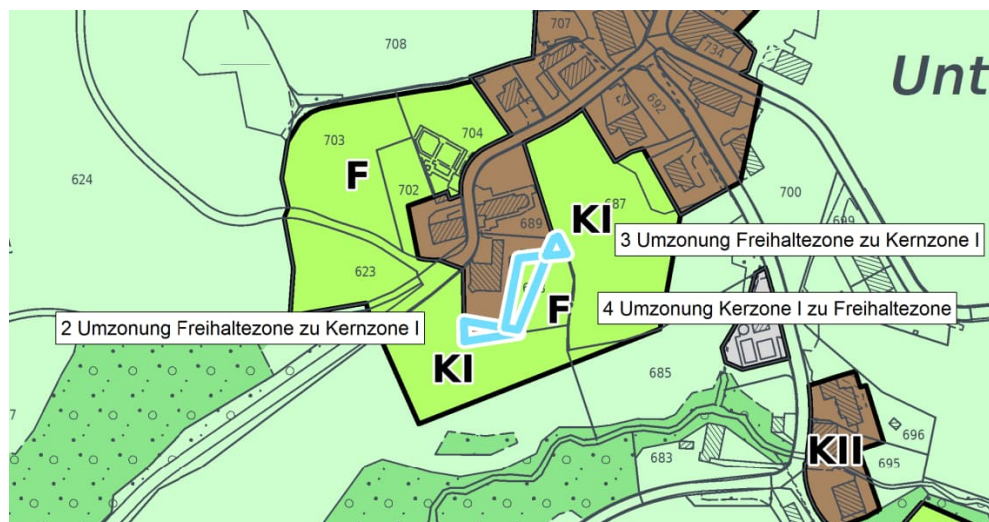 707
708
734
Unt
692
703
704
624
F
702
700
687
KI
689
699
3 Umzonung Freihaltezone zu Kernzone I
623
4 Umzonung Kerzone I zu Freihaltezone
F
2 Umzonung Freihaltezone zu Kernzone I
KI
685
7
696
KII
683
695